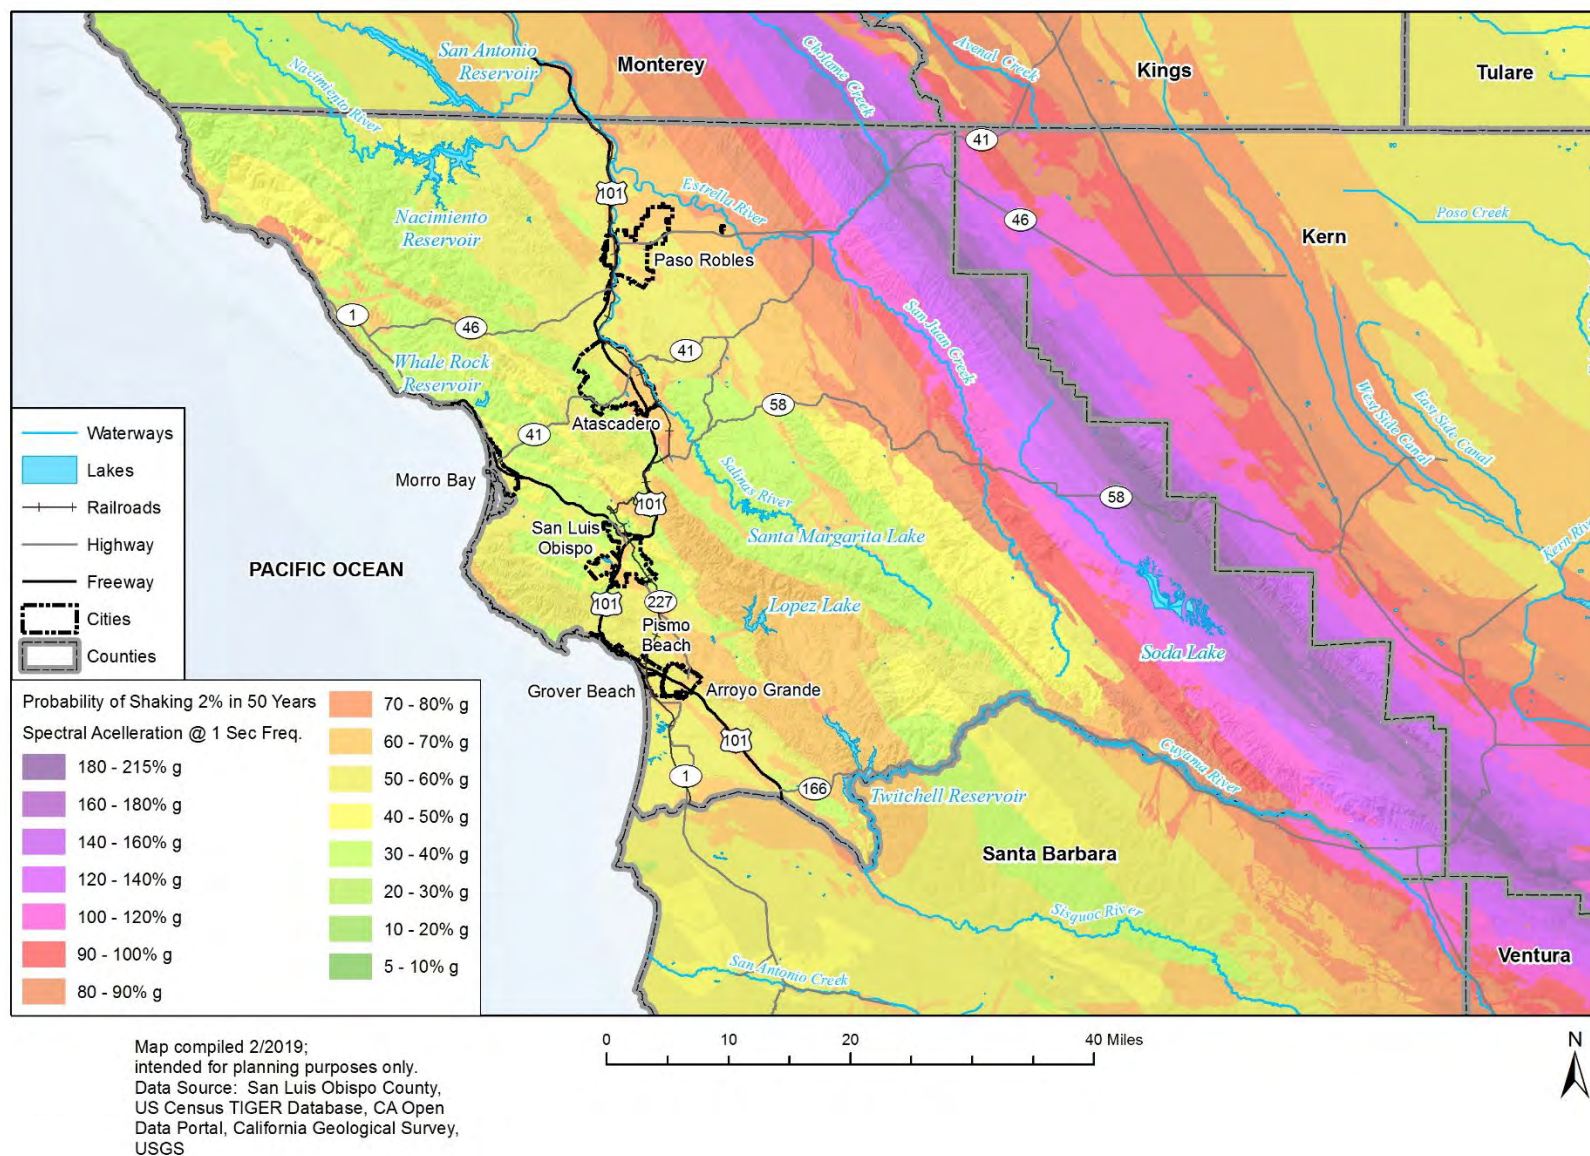 San Antonio
Reservoir
Monterey
Cholame Creek
Avenal Creek
Kings
Tulare
Nacimiento River
41
101
Estrella River
46
Poso Creek
Nacimiento
Reservoir
Kern
Paso Robles
1
46
San Juan Creek
41
Whale Rock
Reservoir
58
West Side Canal
East Side Canal
Atascadero
41
Morro Bay
Salinas River
101
58
San Luis
Obispo
Santa Margarita Lake
Kern River
PACIFIC OCEAN
101
227
Lopez Lake
Pismo
Beach
Soda Lake
Grover Beach
Arroyo Grande
101
Cuyama River
1
166
Twitchell Reservoir
Santa Barbara
Sisquoc River
San Antonio Creek
Ventura
Waterways
Lakes
Railroads
Highway
Freeway
Cities
Counties
Probability of Shaking 2% in 50 Years
Spectral Acelleration @ 1 Sec Freq.
180 - 215% g
160 - 180% g
140 - 160% g
120 - 140% g
100 - 120% g
90 - 100% g
80 - 90% g
70 - 80% g
60 - 70% g
50 - 60% g
40 - 50% g
30 - 40% g
20 - 30% g
10 - 20% g
5 - 10% g
0
10
20
40 Miles
N
Map compiled 2/2019;
intended for planning purposes only.
Data Source: San Luis Obispo County,
US Census TIGER Database, CA Open
Data Portal, California Geological Survey,
USGS